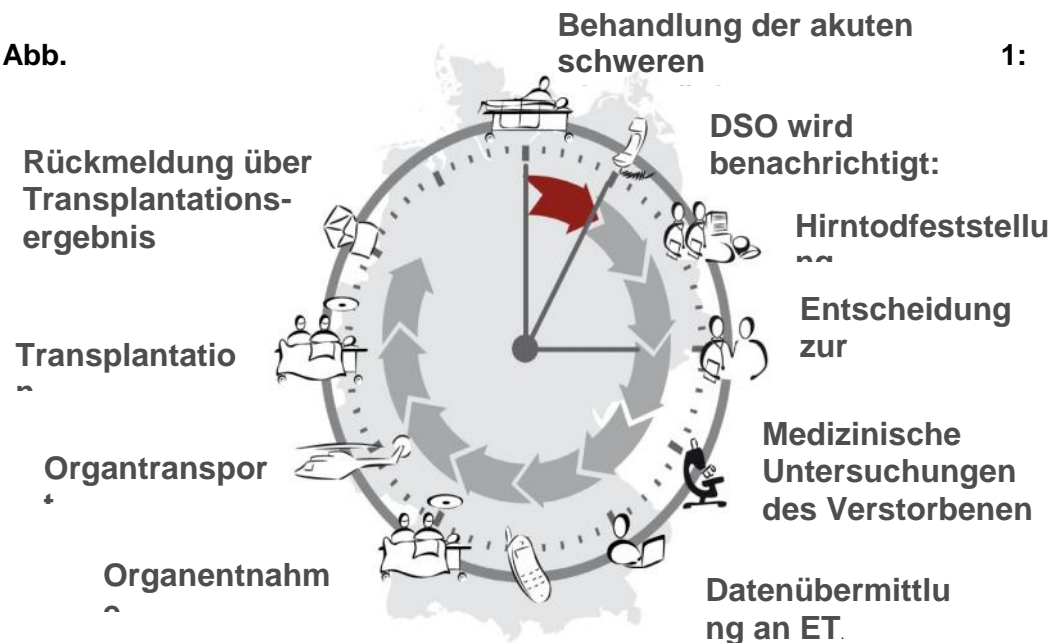 Abb. 1:
Behandlung der akuten
schweren
DSO wird
benachrichtigt:
Hirntodfeststellu
ng
Entscheidung
zur
Medizinische
Untersuchungen
des Verstorbenen
Datenübermittlu
ng an ET.
Organentnahm
e
Organtranspor
t
Transplantatio
n
Rückmeldung über
Transplantations-
ergebnis